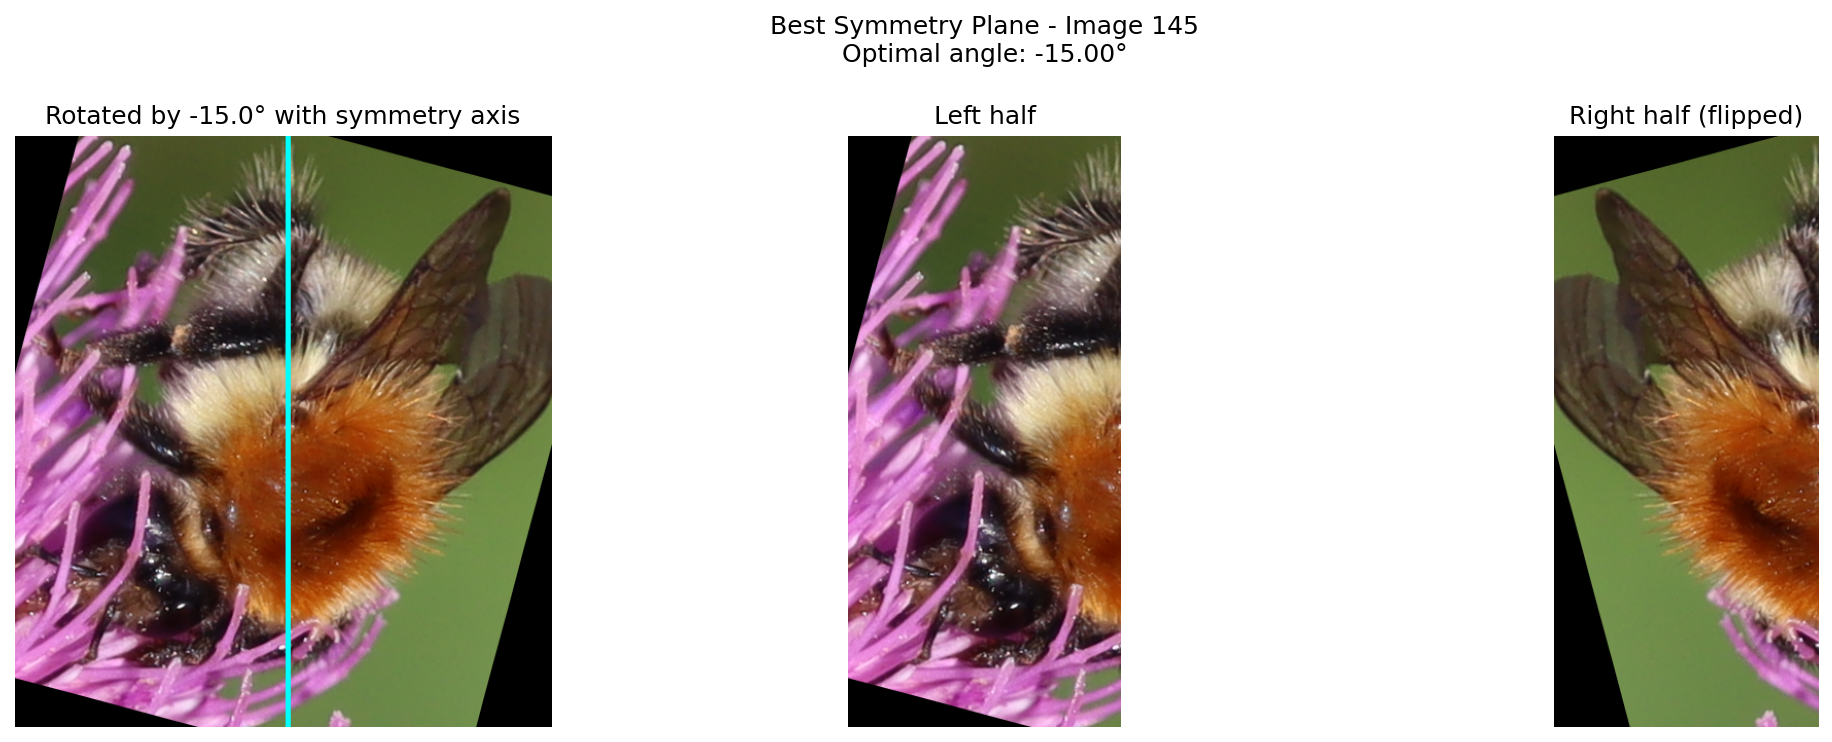 Best Symmetry Plane - Image 145
Optimal angle: -15.00°
Rotated by -15.0° with symmetry axis
Left half
Right half (flipped)